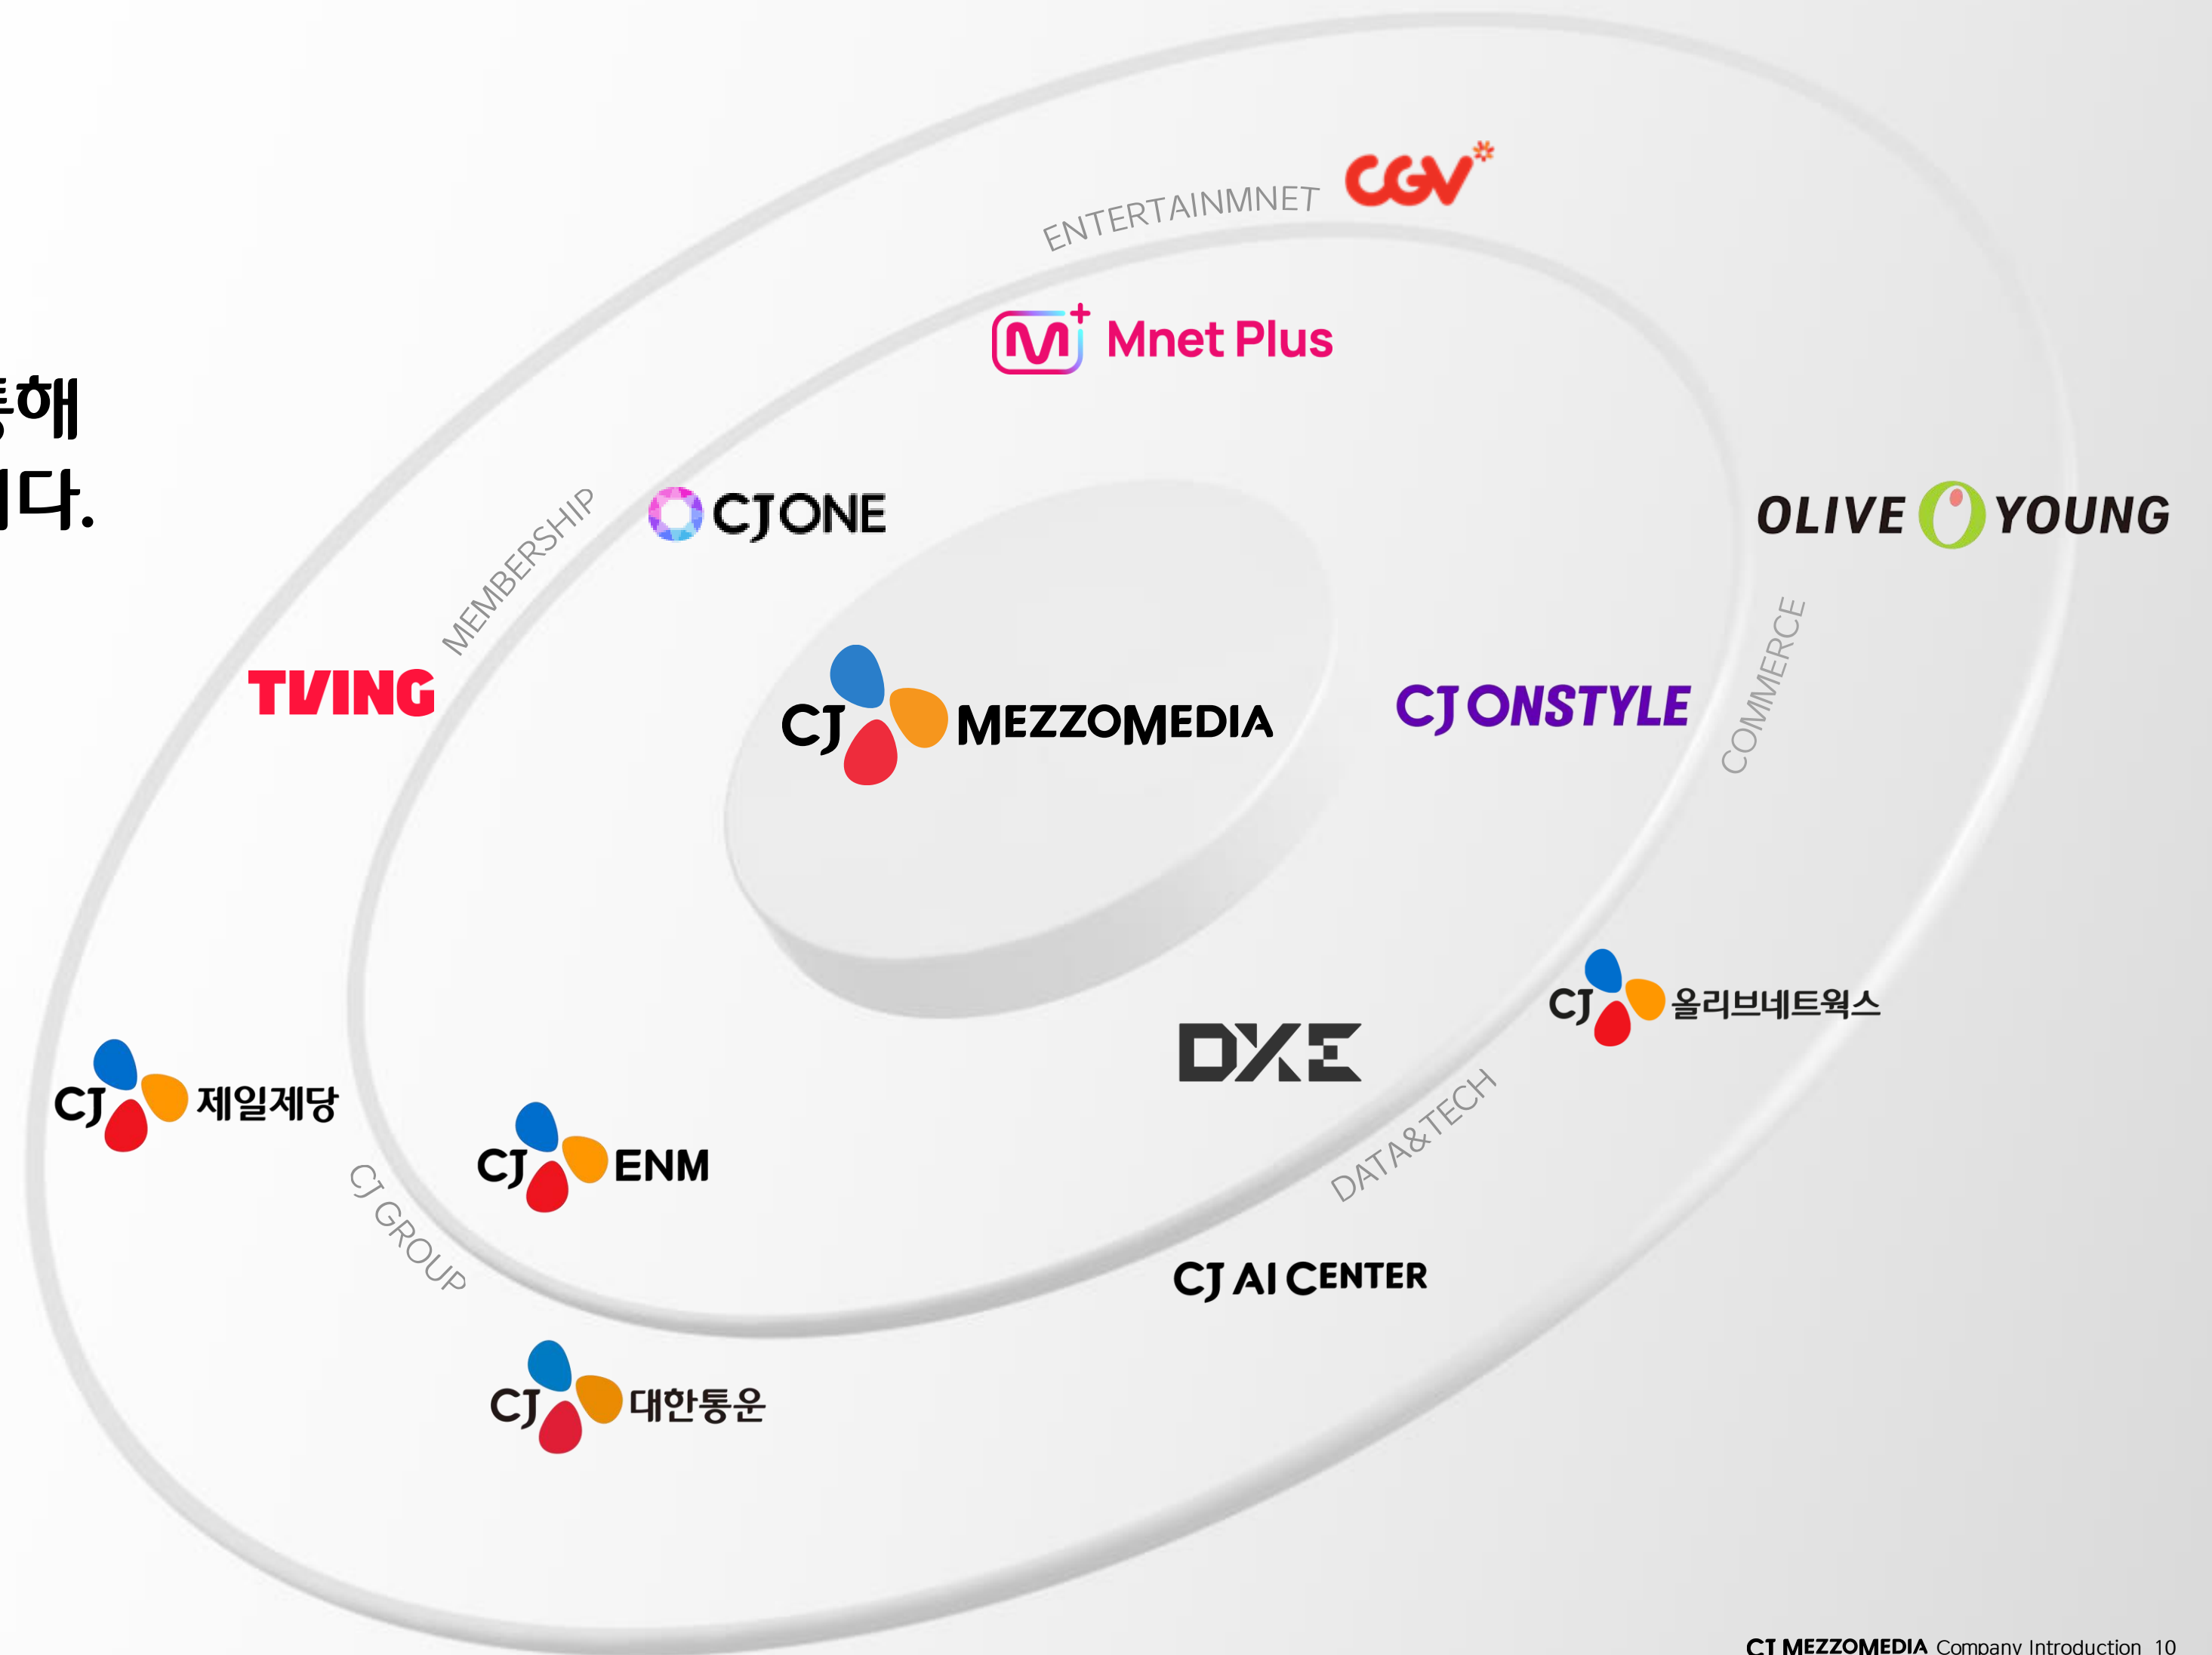 CGV
ENTERTAINMNET
Mnet Plus
통해
니다.
CJ ONE
OLIVE YOUNG
MEMBERSHIP
TVING
CJ MEZZOMEDIA
CJ ONSTYLE
COMMERCE
CJ 올리브네트웍스
DXE
CJ 제일제당
CJ ENM
DATA&TECH
CJ GROUP
CJ AI CENTER
CJ 대한통운
CJ MEZZOMEDIA Company Introduction 10